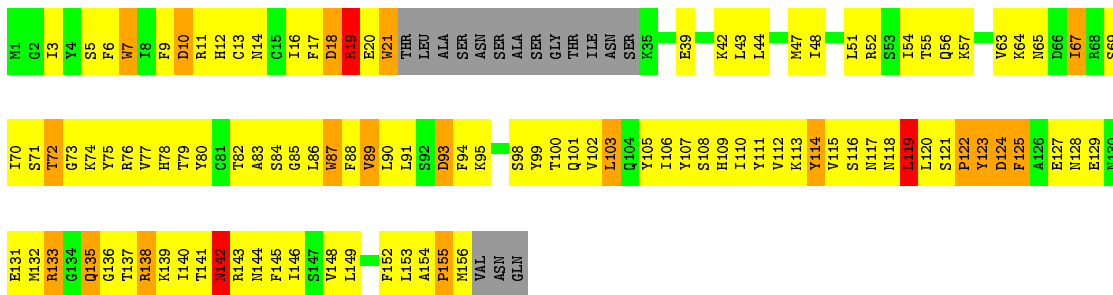 M1 G2 I3 Y4 S5 F6 W7 I8 F9 D10 R11 H12 C13 N14 C15 I16 F17 D18 R19 E20 W21 THR LEU ALA SER ASN SER ALA SER GLY THR ILE ASN SER K35 E39 K42 L43 L44 M47 I48 L51 R52 S53 I54 T55 Q56 K57 V63 K64 N65 D66 I67 R68 S69
I70 S71 T72 G73 K74 Y75 R76 V77 H78 T79 Y80 C81 T82 A83 S84 G85 L86 W87 F88 V89 L90 L91 S92 D93 F94 K95 S98 Y99 T100 Q101 V102 L103 Q104 Y105 I106 Y107 S108 H109 I110 Y111 V112 K113 Y114 V115 S116 N117 N118 L119 L120 S121 P122 Y123 D124 F125 A126 E127 N128 E129 N130
E131 M132 R133 G134 Q135 G136 T137 R138 K139 I140 T141 N142 R143 N144 F145 I146 S147 V148 L149 F152 L153 A154 P155 M156 VAL ASN GLN